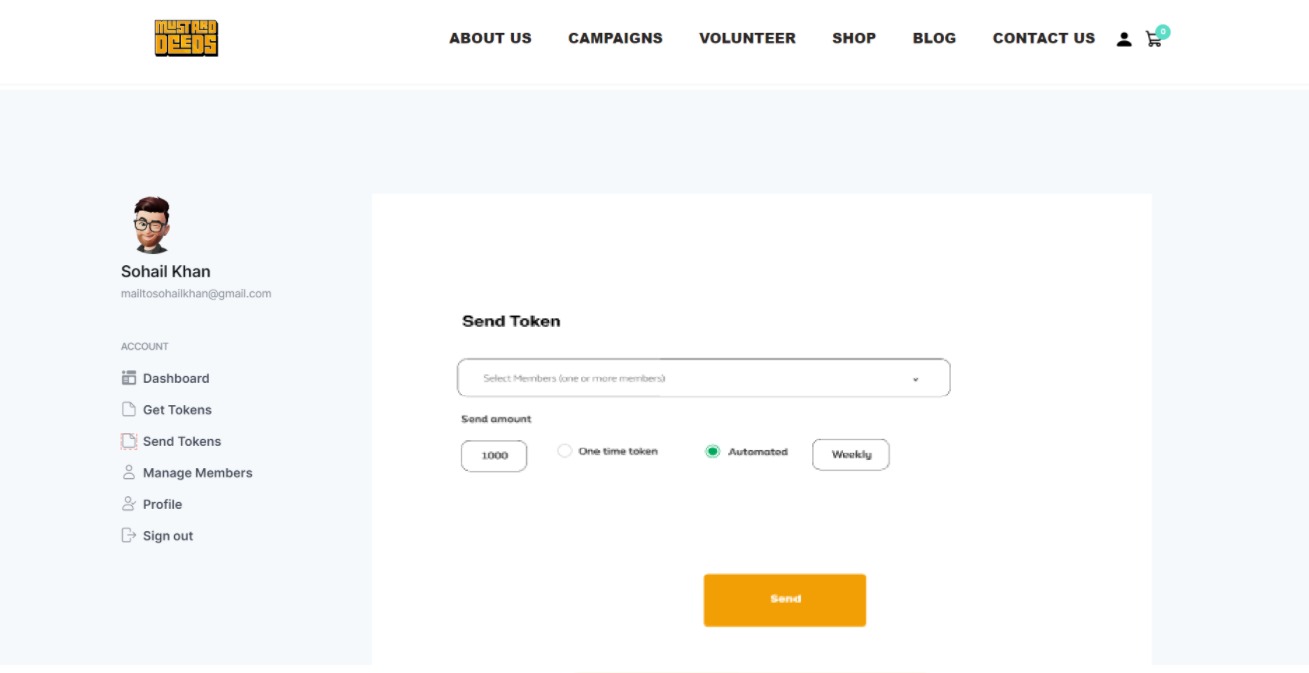 MUSTARD
DEEDS
ABOUT US CAMPAIGNS VOLUNTEER SHOP BLOG CONTACT US 0
Sohail Khan
mailtosohailkhan@gmail.com
ACCOUNT
Dashboard
Get Tokens
Send Tokens
Manage Members
Profile
Sign out
Send Token
Select Members (one or more members)
Send amount
1000 One time token Automated Weekly
Send